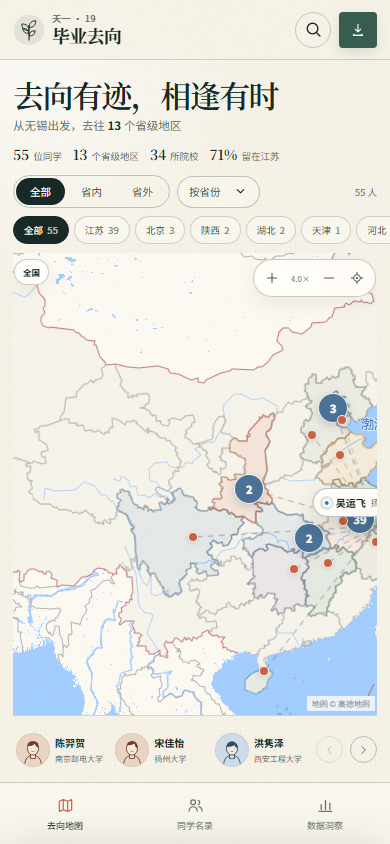 天一 · 19
毕业去向
去向有迹，相逢有时
从无锡出发，去往 13 个省级地区
55 位同学 13 个省级地区 34 所院校 71% 留在江苏
全部 省内 省外 按省份 55 人
全部 55 江苏 39 北京 3 陕西 2 湖北 2 天津 1 河北
全国
4.0×
3
渤
2
吴运飞
39
2
地图 © 高德地图
陈羿贺
南京邮电大学
宋佳怡
扬州大学
洪隽泽
西安工程大学
去向地图 同学名录 数据洞察